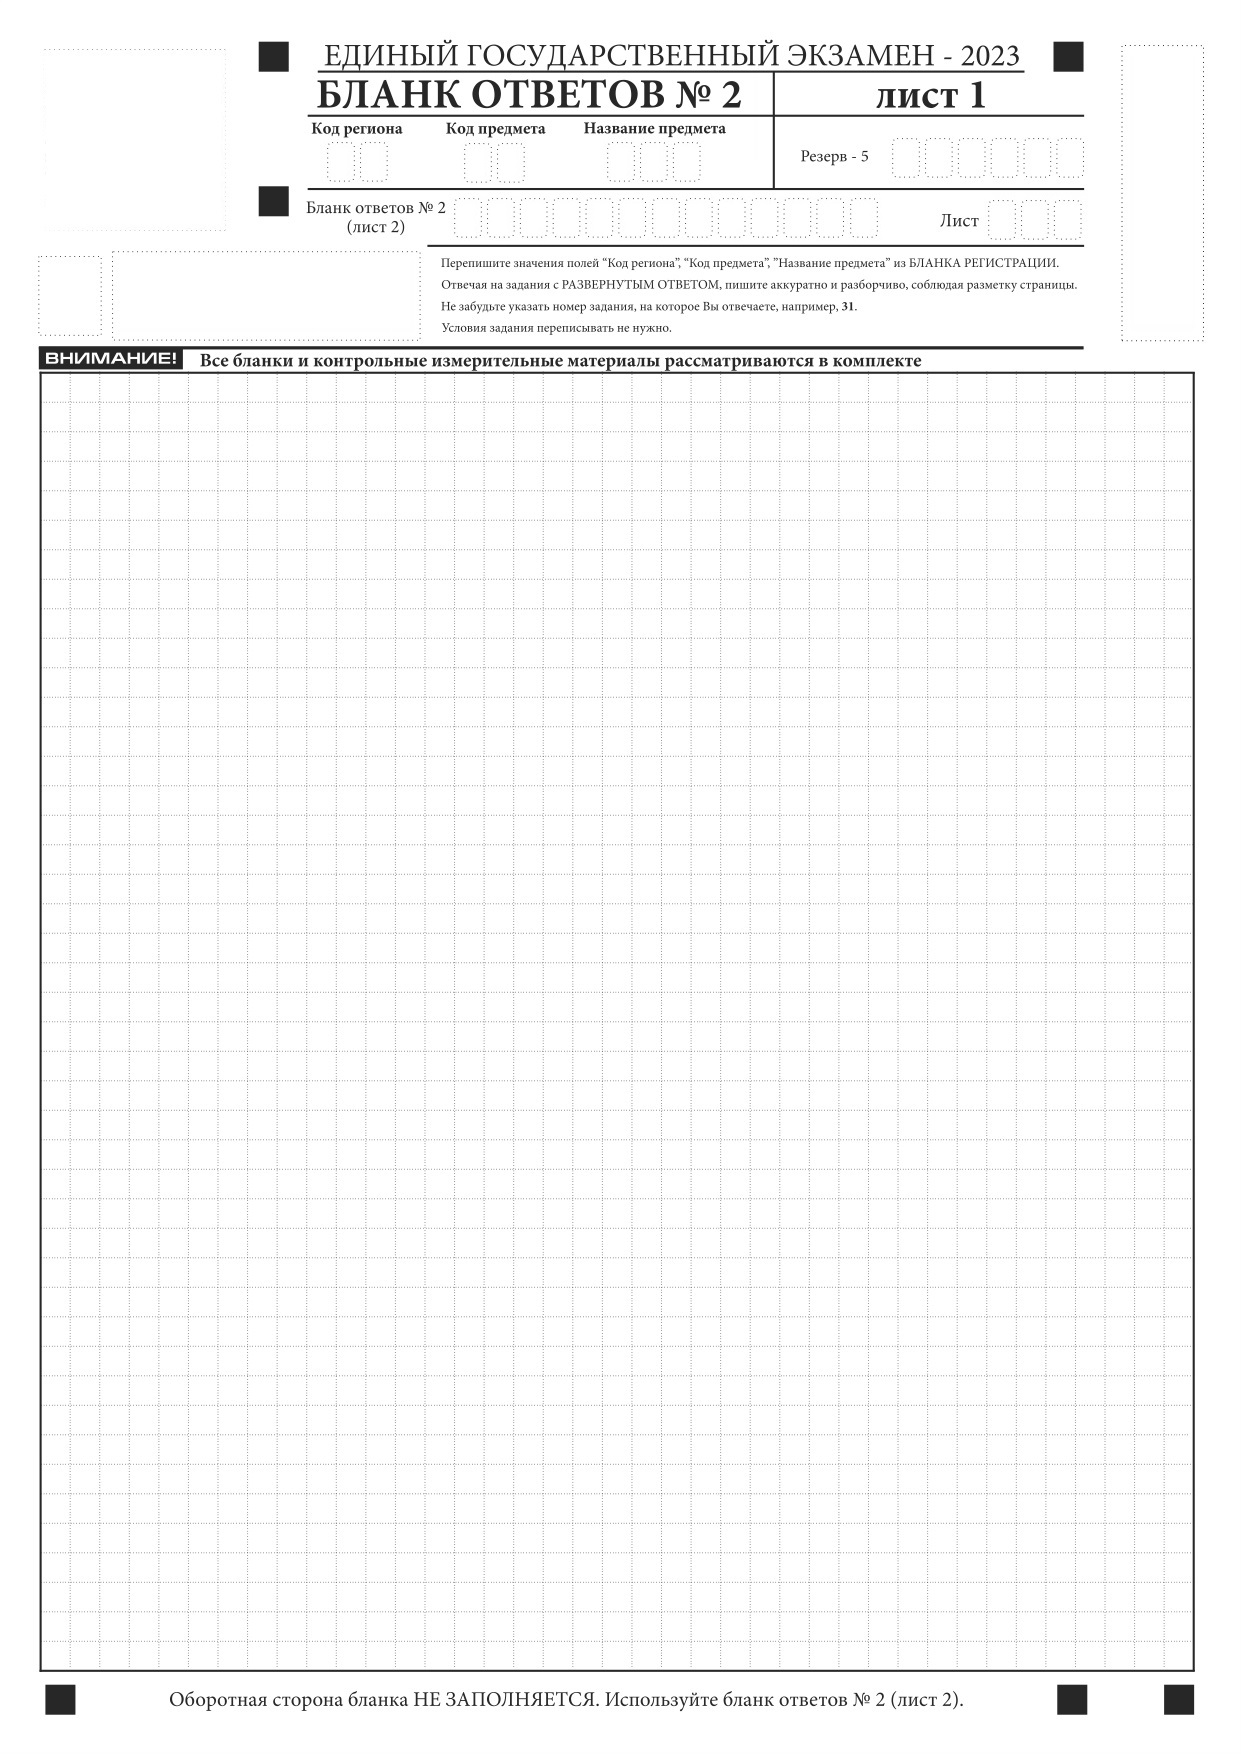 ЕДИНЫЙ ГОСУДАРСТВЕННЫЙ ЭКЗАМЕН - 2023
БЛАНК ОТВЕТОВ № 2
лист 1
Код региона
Код предмета
Название предмета
Резерв - 5
Бланк ответов № 2
(лист 2)
Лист
Перепишите значения полей “Код региона”, “Код предмета”, ”Название предмета” из БЛАНКА РЕГИСТРАЦИИ.
Отвечая на задания с РАЗВЕРНУТЫМ ОТВЕТОМ, пишите аккуратно и разборчиво, соблюдая разметку страницы.
Не забудьте указать номер задания, на которое Вы отвечаете, например, 31.
Условия задания переписывать не нужно.
ВНИМАНИЕ!
Все бланки и контрольные измерительные материалы рассматриваются в комплекте
Оборотная сторона бланка НЕ ЗАПОЛНЯЕТСЯ. Используйте бланк ответов № 2 (лист 2).